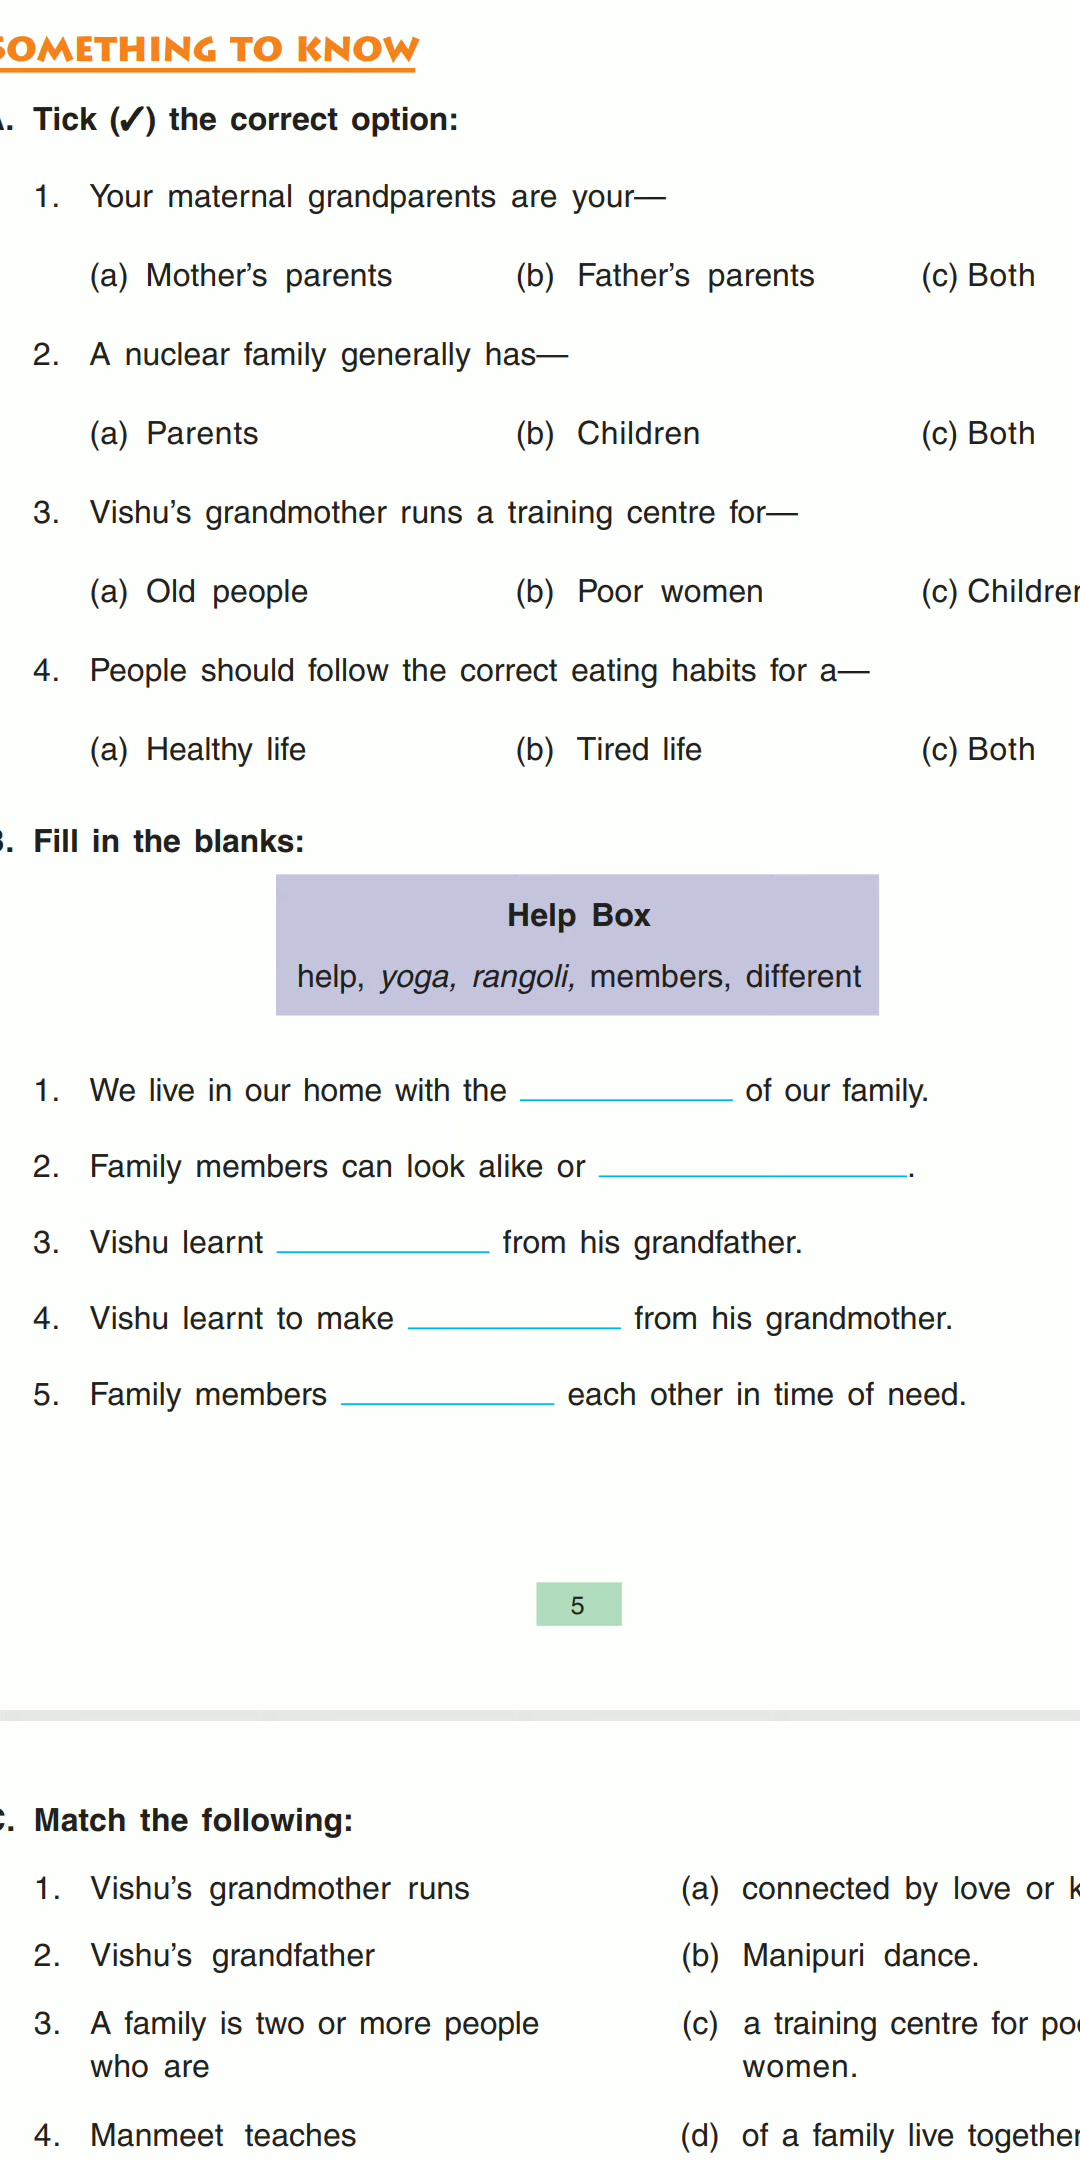 SOMETHING TO KNOW
A. Tick (✓) the correct option:
1. Your maternal grandparents are your—
(a) Mother's parents (b) Father's parents (c) Both
2. A nuclear family generally has—
(a) Parents (b) Children (c) Both
3. Vishu's grandmother runs a training centre for—
(a) Old people (b) Poor women (c) Children
4. People should follow the correct eating habits for a—
(a) Healthy life (b) Tired life (c) Both
B. Fill in the blanks:
Help Box
help, yoga, rangoli, members, different
1. We live in our home with the ____________ of our family.
2. Family members can look alike or ____________.
3. Vishu learnt ____________ from his grandfather.
4. Vishu learnt to make ____________ from his grandmother.
5. Family members ____________ each other in time of need.
5
C. Match the following:
1. Vishu's grandmother runs (a) connected by love or
2. Vishu's grandfather (b) Manipuri dance.
3. A family is two or more people (c) a training centre for
who are women.
4. Manmeet teaches (d) of a family live together